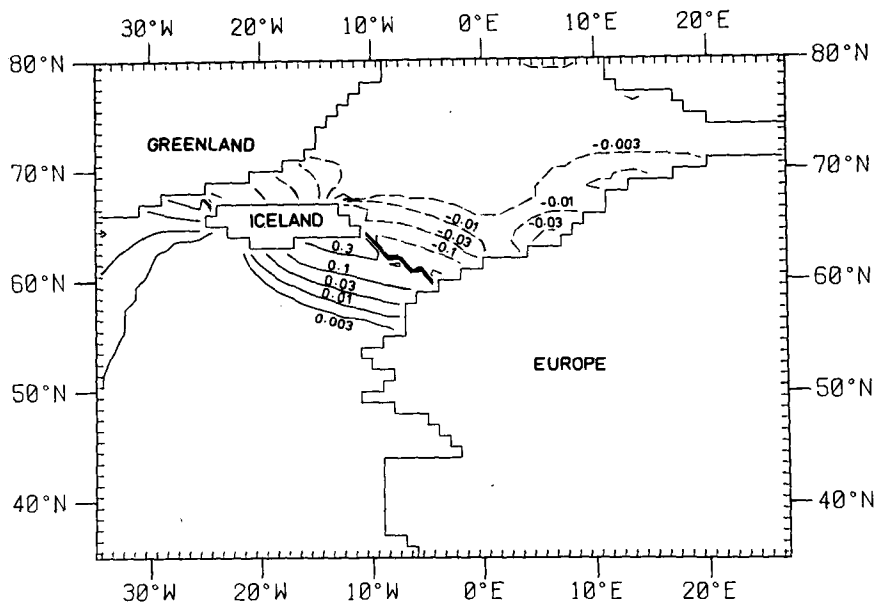 30°W 20°W 10°W 0°E 10°E 20°E
80°N 80°N
GREENLAND
-0.003
70°N 70°N
-0.01
-0.01
ICELAND
-0.03
-0.03
0.3
-0.1
60°N 0.1 60°N
0.03
0.01
0.003
EUROPE
50°N 50°N
40°N 40°N
30°W 20°W 10°W 0°E 10°E 20°E